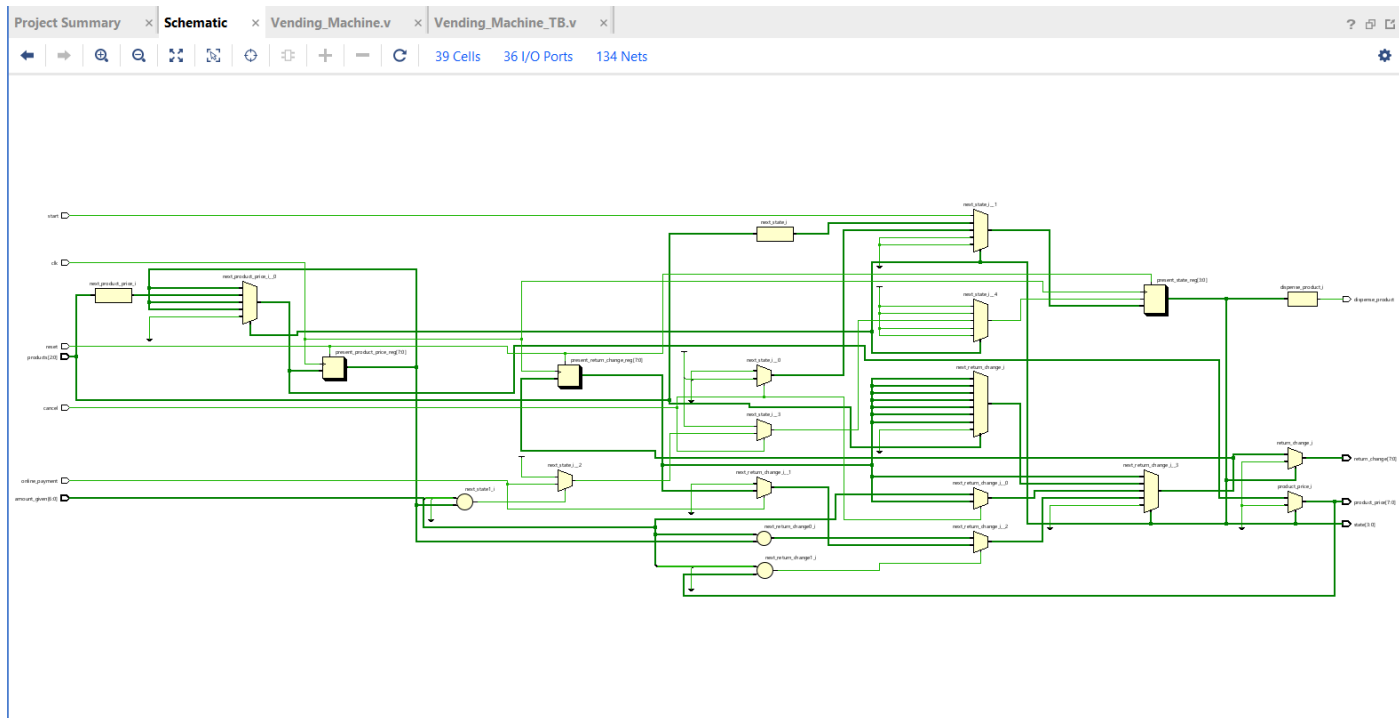 Project Summary × Schematic × Vending_Machine.v × Vending_Machine_TB.v × ?
39 Cells 36 I/O Ports 134 Nets
next_state_i__1
start
next_state_i
clk
next_product_price_i__0
present_state_reg[3:0]
next_product_price_i
dispense_product_i
dispense_product
next_state_i__4
reset
products[2:0]
present_product_price_reg[7:0]
present_return_change_reg[7:0]
next_state_i__0
next_return_change_i
cancel
next_state_i__3
return_change_i
return_change[7:0]
next_state_i__2
next_return_change_i__1
next_return_change_i__3
online_payment
next_return_change_i__0
product_price_i
amount_given[6:0]
next_state1_i
product_price[7:0]
next_return_change0_i
next_return_change_i__2
state[3:0]
next_return_change1_i